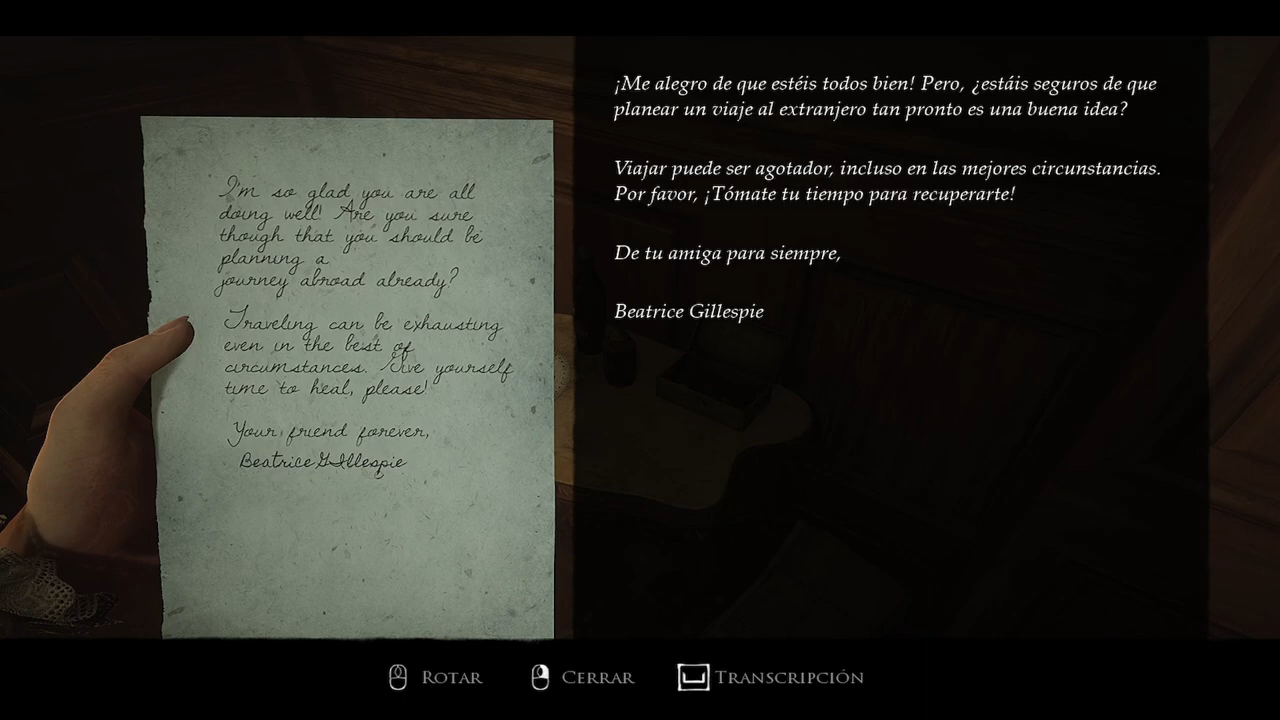 I'm so glad you are all
doing well! Are you sure
though that you should be
planning a
journey abroad already?
Traveling can be exhausting
even in the best of
circumstances. Give yourself
time to heal, please!
Your friend forever,
Beatrice Gillespie
¡Me alegro de que estéis todos bien! Pero, ¿estáis seguros de que
planear un viaje al extranjero tan pronto es una buena idea?
Viajar puede ser agotador, incluso en las mejores circunstancias.
Por favor, ¡Tómate tu tiempo para recuperarte!
De tu amiga para siempre,
Beatrice Gillespie
Rotar
Cerrar
Transcripción